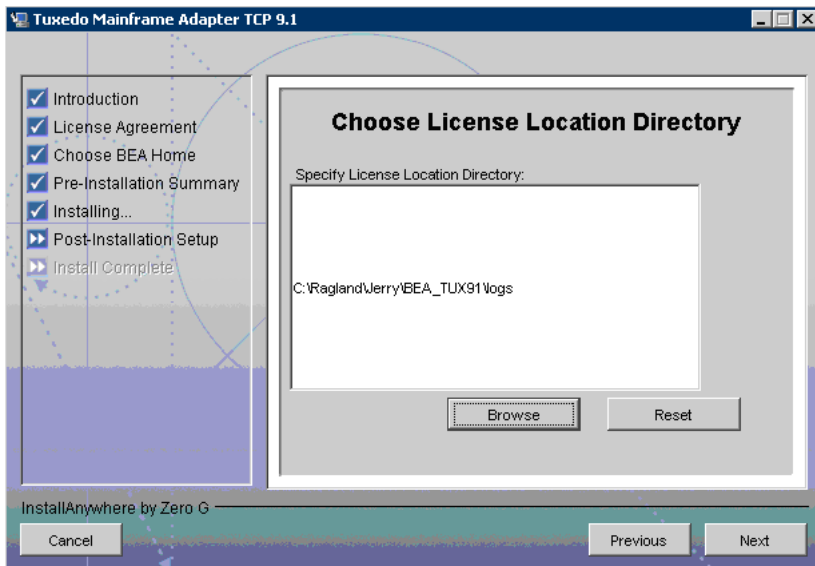 Tuxedo Mainframe Adapter TCP 9.1
Introduction
License Agreement
Choose BEA Home
Pre-Installation Summary
Installing...
Post-Installation Setup
Install Complete
Choose License Location Directory
Specify License Location Directory:
C:\Ragland\Jerry\BEA_TUX91\logs
Browse
Reset
InstallAnywhere by Zero G
Cancel
Previous
Next